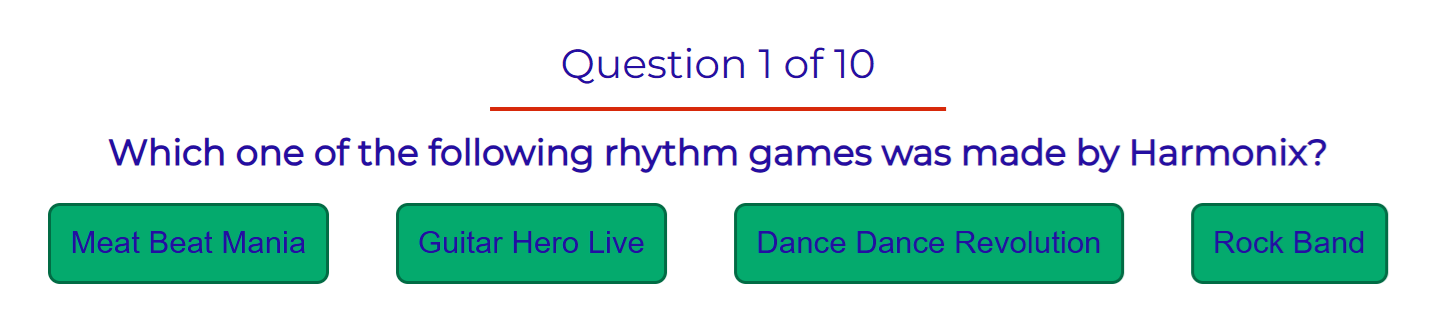 Question 1 of 10
Which one of the following rhythm games was made by Harmonix?
Meat Beat Mania Guitar Hero Live Dance Dance Revolution Rock Band